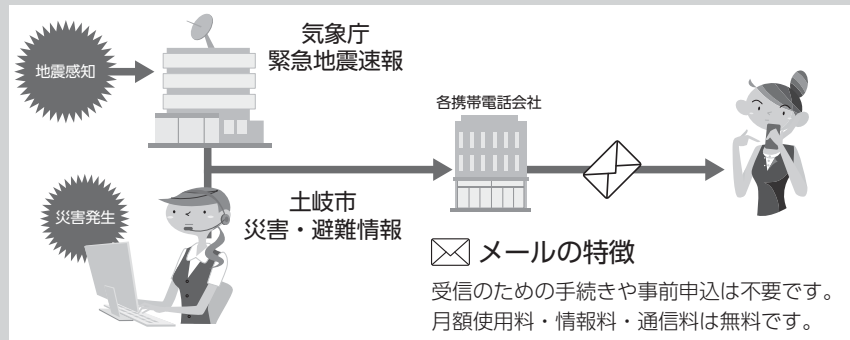 地震感知
気象庁
緊急地震速報
各携帯電話会社
災害発生
土岐市
災害・避難情報
メールの特徴
受信のための手続きや事前申込は不要です。
月額使用料・情報料・通信料は無料です。